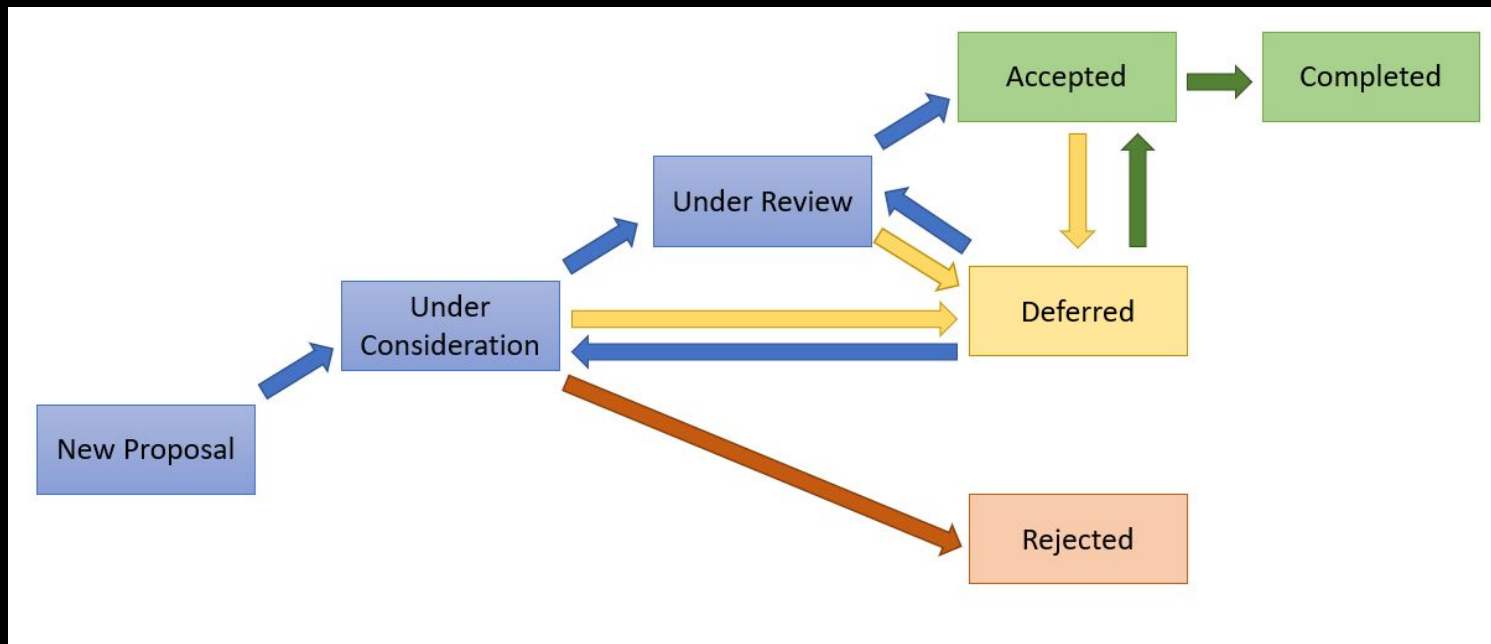 Accepted
Completed
Under Review
Under
Consideration
Deferred
New Proposal
Rejected